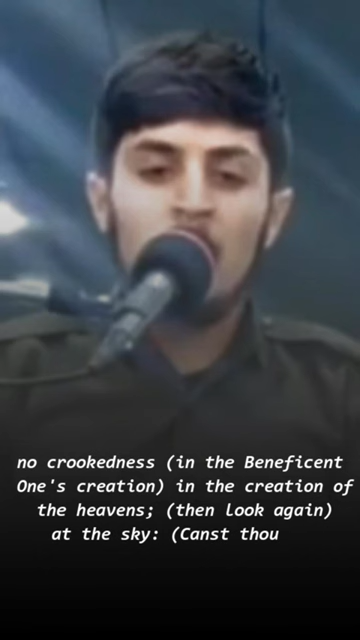 no crookedness (in the Beneficent
One's creation) in the creation of
the heavens; (then look again)
at the sky: (Canst thou